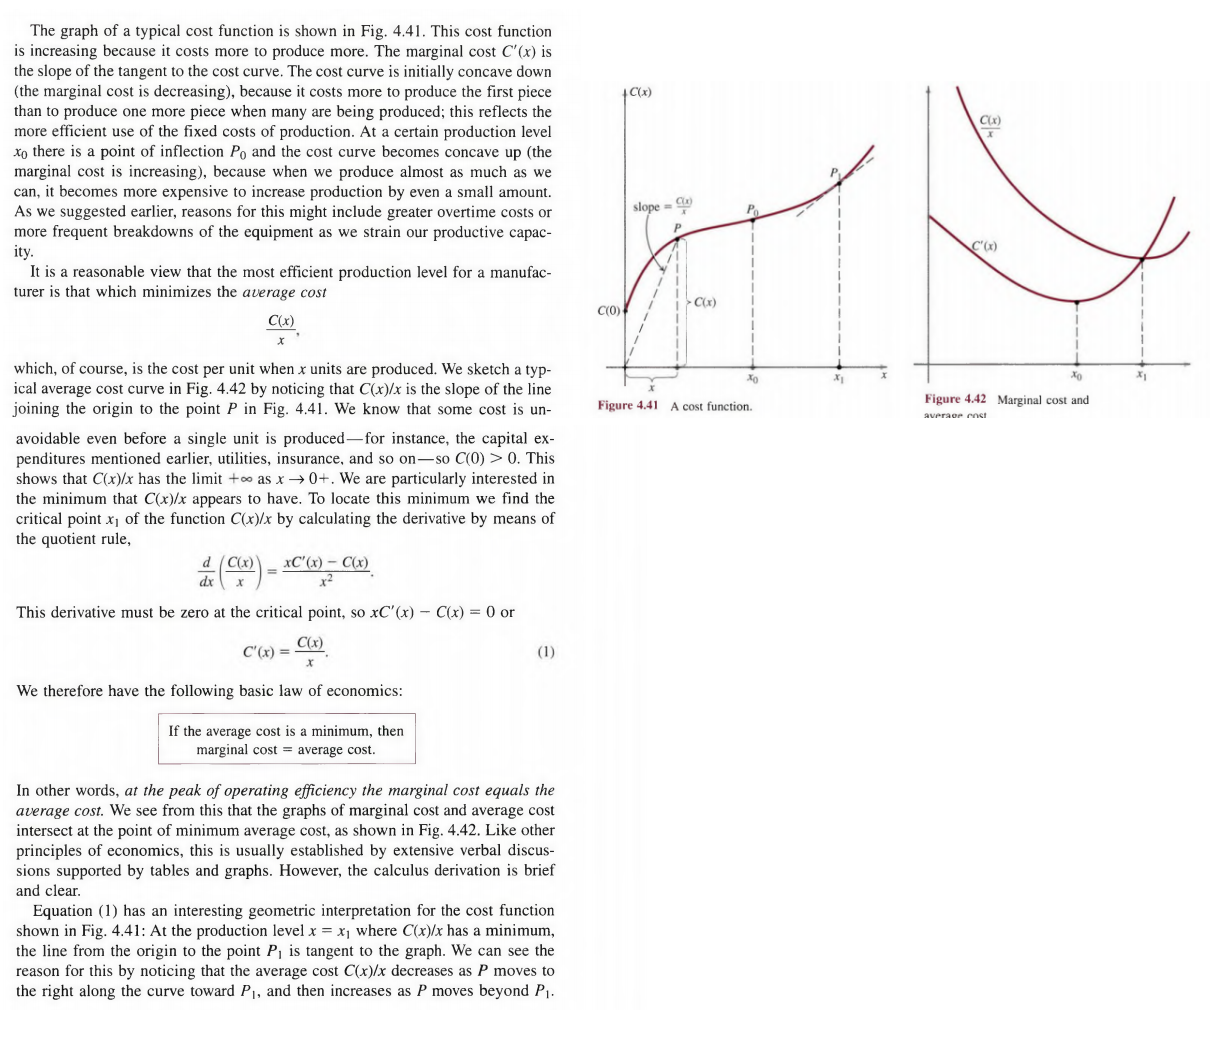 The graph of a typical cost function is shown in Fig. 4.41. This cost function
is increasing because it costs more to produce more. The marginal cost C′(x) is
the slope of the tangent to the cost curve. The cost curve is initially concave down
(the marginal cost is decreasing), because it costs more to produce the first piece
than to produce one more piece when many are being produced; this reflects the
more efficient use of the fixed costs of production. At a certain production level
x₀ there is a point of inflection P₀ and the cost curve becomes concave up (the
marginal cost is increasing), because when we produce almost as much as we
can, it becomes more expensive to increase production by even a small amount.
As we suggested earlier, reasons for this might include greater overtime costs or
more frequent breakdowns of the equipment as we strain our productive capac-
ity.
It is a reasonable view that the most efficient production level for a manufac-
turer is that which minimizes the average cost
C(x)
x ,
which, of course, is the cost per unit when x units are produced. We sketch a typ-
ical average cost curve in Fig. 4.42 by noticing that C(x)/x is the slope of the line
joining the origin to the point P in Fig. 4.41. We know that some cost is un-
avoidable even before a single unit is produced—for instance, the capital ex-
penditures mentioned earlier, utilities, insurance, and so on—so C(0) > 0. This
shows that C(x)/x has the limit +∞ as x → 0+. We are particularly interested in
the minimum that C(x)/x appears to have. To locate this minimum we find the
critical point x₁ of the function C(x)/x by calculating the derivative by means of
the quotient rule,
d/dx (C(x)/x) = (xC′(x) − C(x))/x².
This derivative must be zero at the critical point, so xC′(x) − C(x) = 0 or
C′(x) = C(x)/x. (1)
We therefore have the following basic law of economics:
If the average cost is a minimum, then
marginal cost = average cost.
In other words, at the peak of operating efficiency the marginal cost equals the
average cost. We see from this that the graphs of marginal cost and average cost
intersect at the point of minimum average cost, as shown in Fig. 4.42. Like other
principles of economics, this is usually established by extensive verbal discus-
sions supported by tables and graphs. However, the calculus derivation is brief
and clear.
Equation (1) has an interesting geometric interpretation for the cost function
shown in Fig. 4.41: At the production level x = x₁ where C(x)/x has a minimum,
the line from the origin to the point P₁ is tangent to the graph. We can see the
reason for this by noticing that the average cost C(x)/x decreases as P moves to
the right along the curve toward P₁, and then increases as P moves beyond P₁.
C(x)
P₁
slope = C(x)/x
P₀
P
C(x)
C(0)
x
x₀
x₁
x
Figure 4.41 A cost function.
C(x)
x
C′(x)
x₀
x₁
Figure 4.42 Marginal cost and
average cost